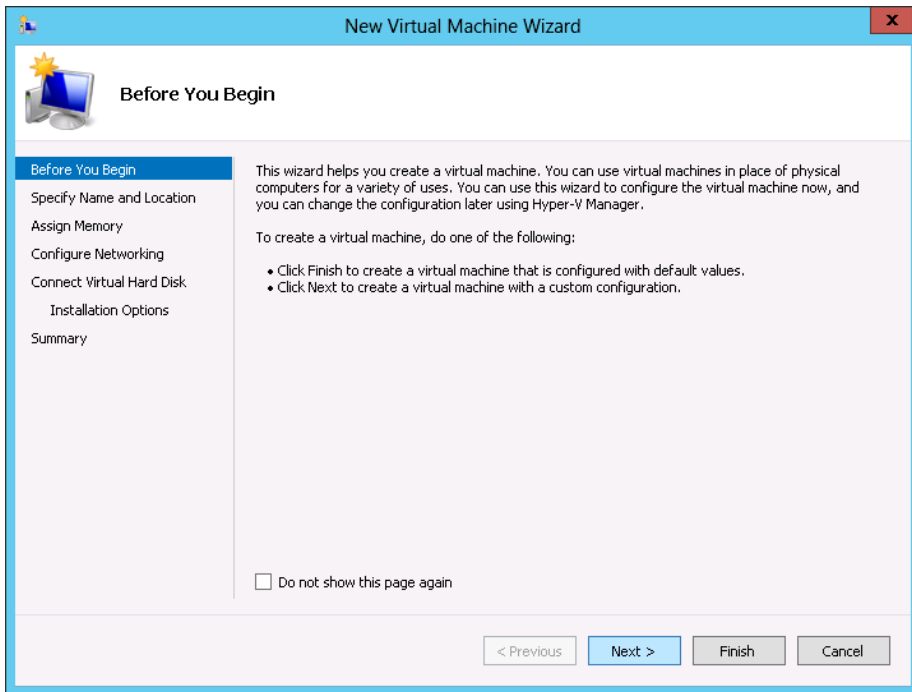 New Virtual Machine Wizard
x
Before You Begin
Before You Begin
Specify Name and Location
Assign Memory
Configure Networking
Connect Virtual Hard Disk
Installation Options
Summary
This wizard helps you create a virtual machine. You can use virtual machines in place of physical
computers for a variety of uses. You can use this wizard to configure the virtual machine now, and
you can change the configuration later using Hyper-V Manager.
To create a virtual machine, do one of the following:
• Click Finish to create a virtual machine that is configured with default values.
• Click Next to create a virtual machine with a custom configuration.
Do not show this page again
< Previous
Next >
Finish
Cancel